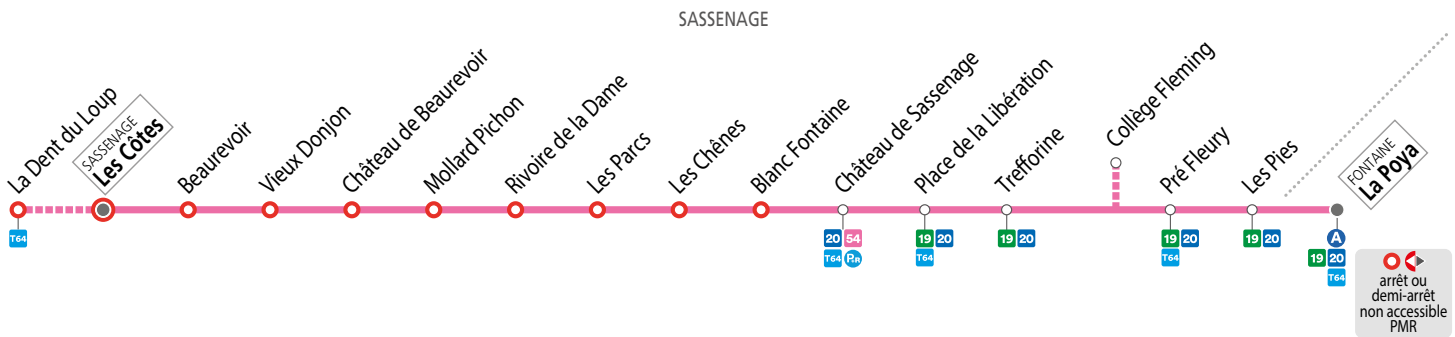 SASSENAGE
La Dent du Loup
SASSENAGE
Les Côtes
Beaurevoir
Vieux Donjon
Château de Beaurevoir
Mollard Pichon
Rivoire de la Dame
Les Parcs
Les Chênes
Blanc Fontaine
Château de Sassenage
Place de la Libération
Trefforine
Collège Fleming
Pré Fleury
Les Pies
FONTAINE
La Poya
T64
20 54
T64 P+R
19 20
T64
19 20
19 20
T64
19 20
A
19 20
T64
arrêt ou
demi-arrêt
non accessible
PMR